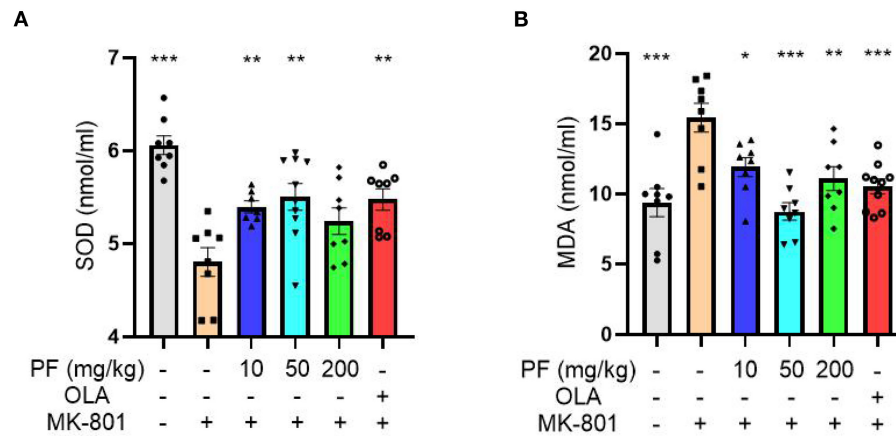 A
SOD (nmol/ml)
7
6
5
4
*** ** ** **
PF (mg/kg) - - 10 50 200 -
OLA - - - - - +
MK-801 - + + + + +
B
MDA (nmol/ml)
20
15
10
5
0
*** * *** ** ***
PF (mg/kg) - - 10 50 200 -
OLA - - - - - +
MK-801 - + + + + +